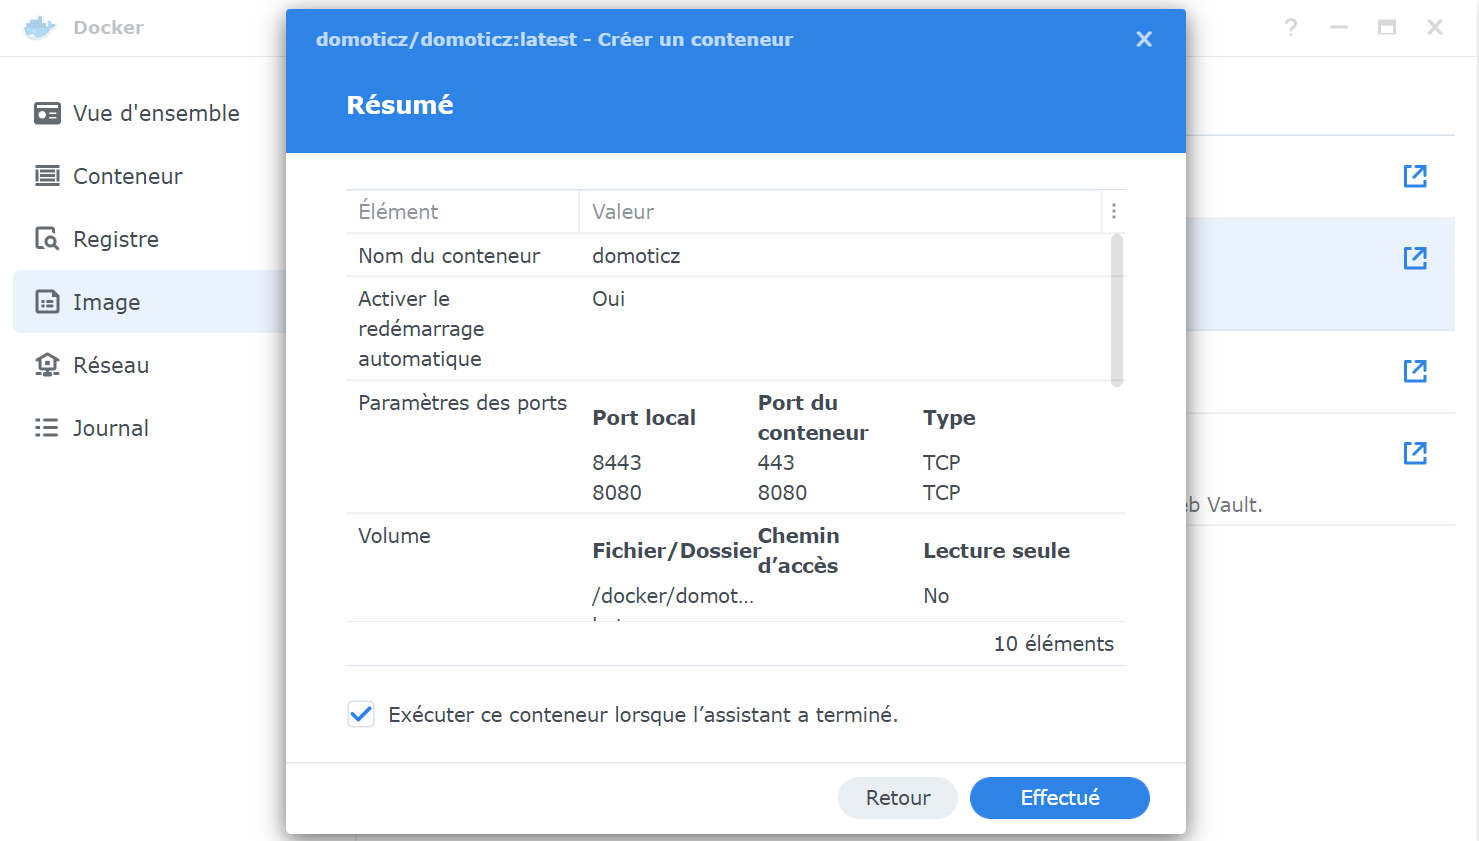 Docker
Vue d'ensemble
Conteneur
Registre
Image
Réseau
Journal
domoticz/domoticz:latest - Créer un conteneur
Résumé
Élément Valeur
Nom du conteneur domoticz
Activer le redémarrage automatique Oui
Paramètres des ports
Port local Port du conteneur Type
8443 443 TCP
8080 8080 TCP
Volume
Fichier/Dossier Chemin d’accès Lecture seule
/docker/domot... No
10 éléments
Exécuter ce conteneur lorsque l’assistant a terminé.
Retour Effectué
Vault.